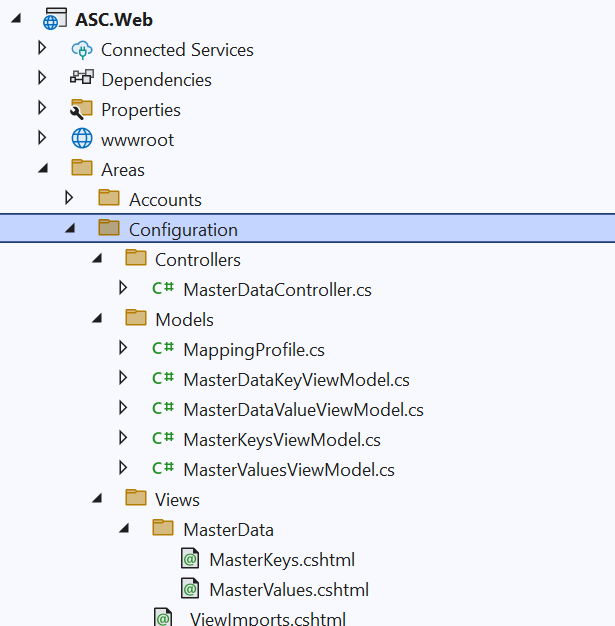 ASC.Web
Connected Services
Dependencies
Properties
wwwroot
Areas
Accounts
Configuration
Controllers
C# MasterDataController.cs
Models
C# MappingProfile.cs
C# MasterDataKeyViewModel.cs
C# MasterDataValueViewModel.cs
C# MasterKeysViewModel.cs
C# MasterValuesViewModel.cs
Views
MasterData
@ MasterKeys.cshtml
@ MasterValues.cshtml
@ _ViewImports.cshtml